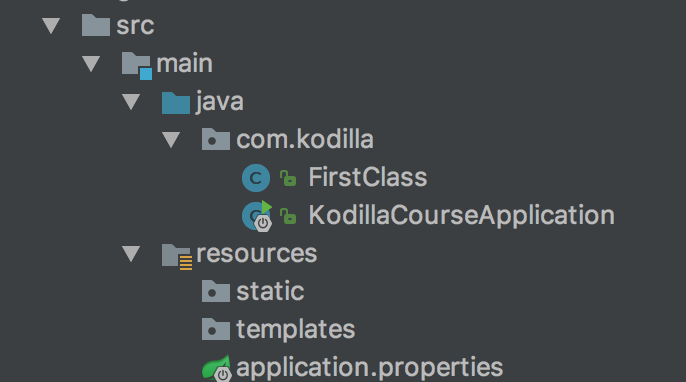 src
main
java
com.kodilla
FirstClass
KodillaCourseApplication
resources
static
templates
application.properties